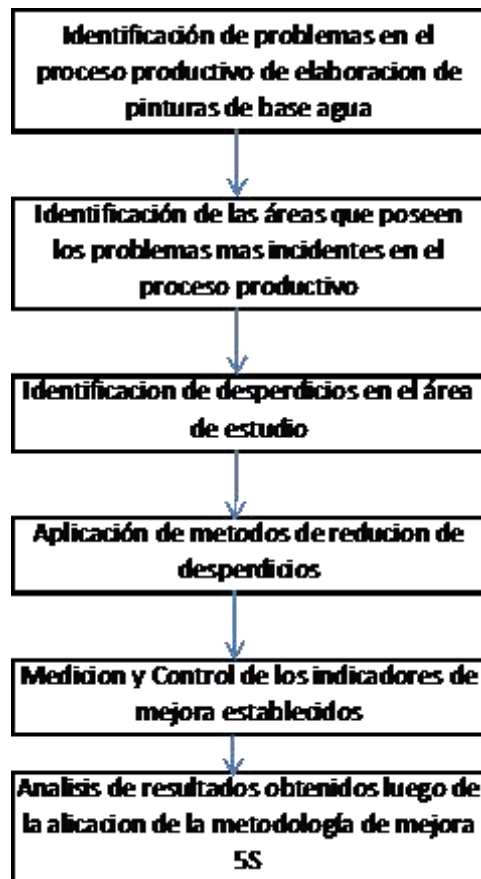 Identificación de problemas en el
proceso productivo de elaboracion de
pinturas de base agua
Identificación de las áreas que poseen
los problemas mas incidentes en el
proceso productivo
Identificacion de desperdicios en el área
de estudio
Aplicación de metodos de reducion de
desperdicios
Medicion y Control de los indicadores de
mejora establecidos
Analisis de resultados obtenidos luego de
la alicacion de la metodología de mejora
5S